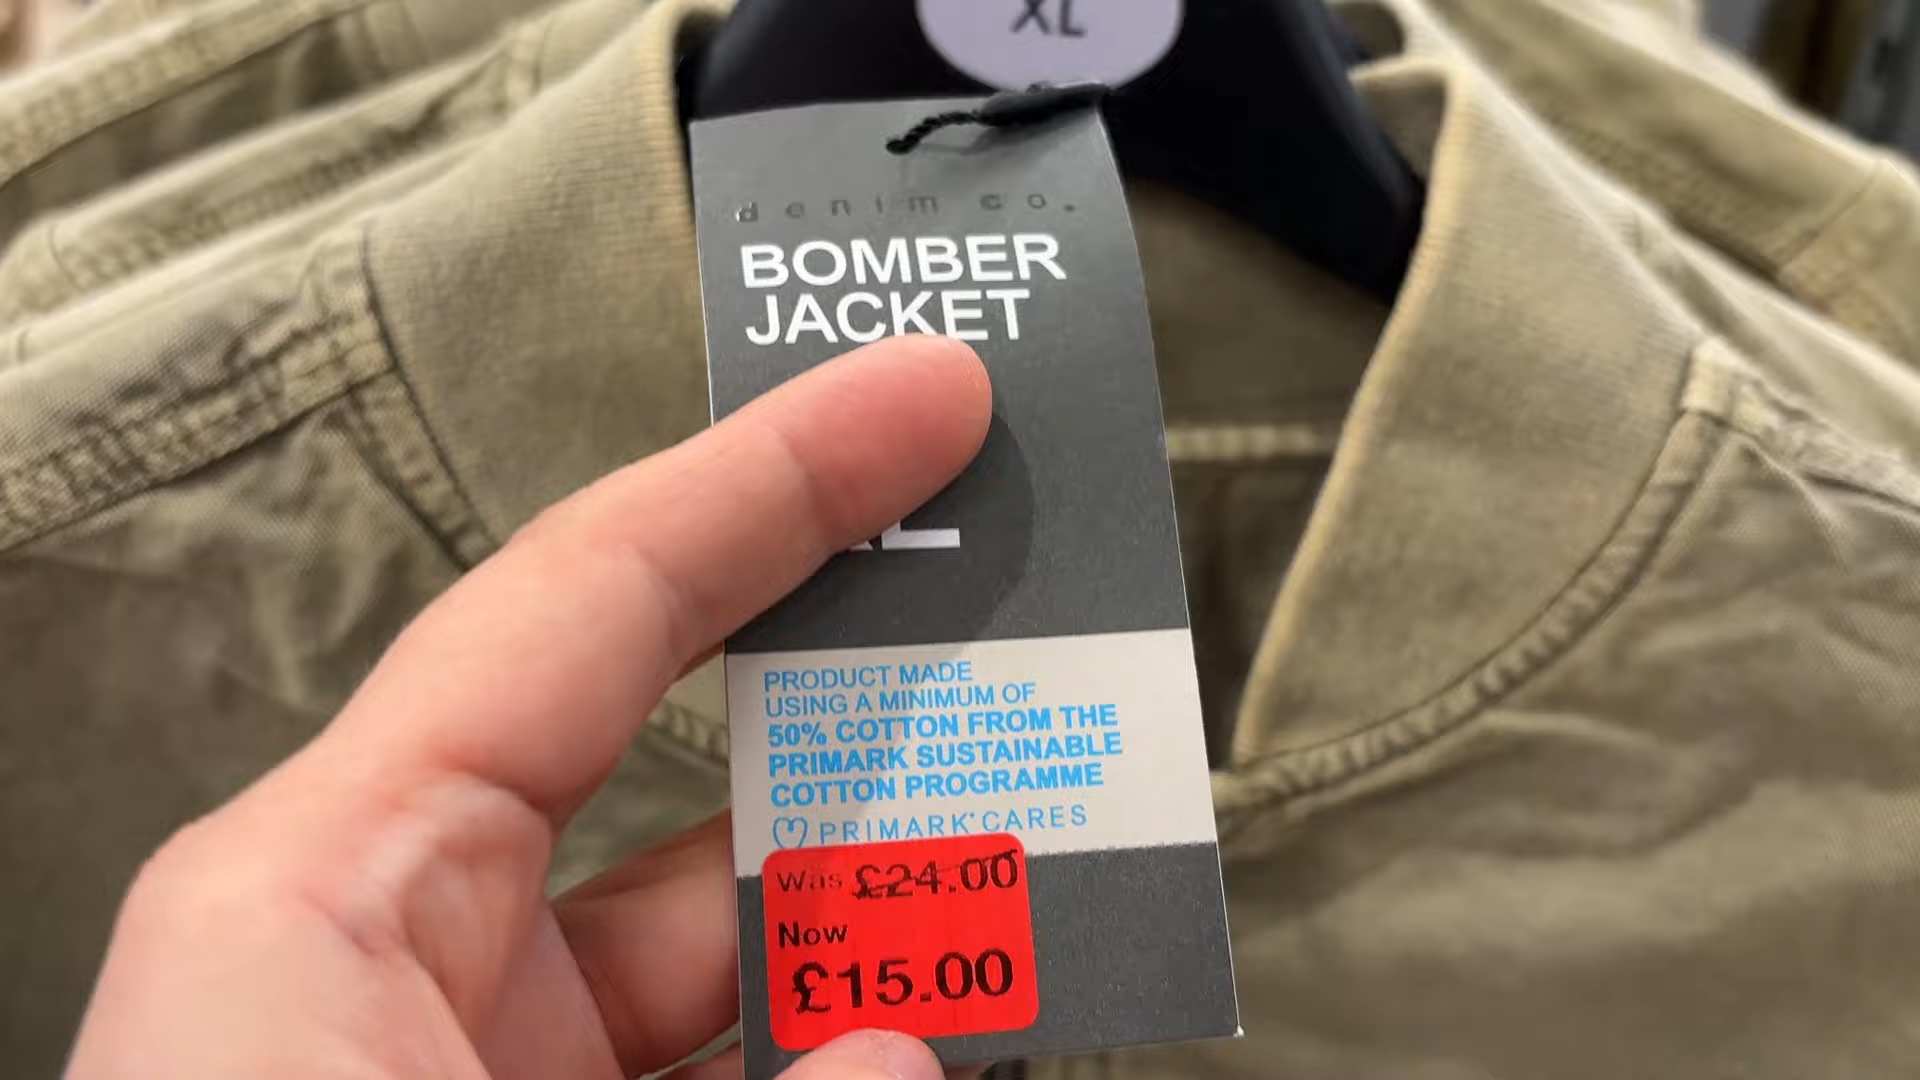 XL
denim co.
BOMBER
JACKET
PRODUCT MADE
USING A MINIMUM OF
50% COTTON FROM THE
PRIMARK SUSTAINABLE
COTTON PROGRAMME
PRIMARK CARES
Was £24.00
Now
£15.00